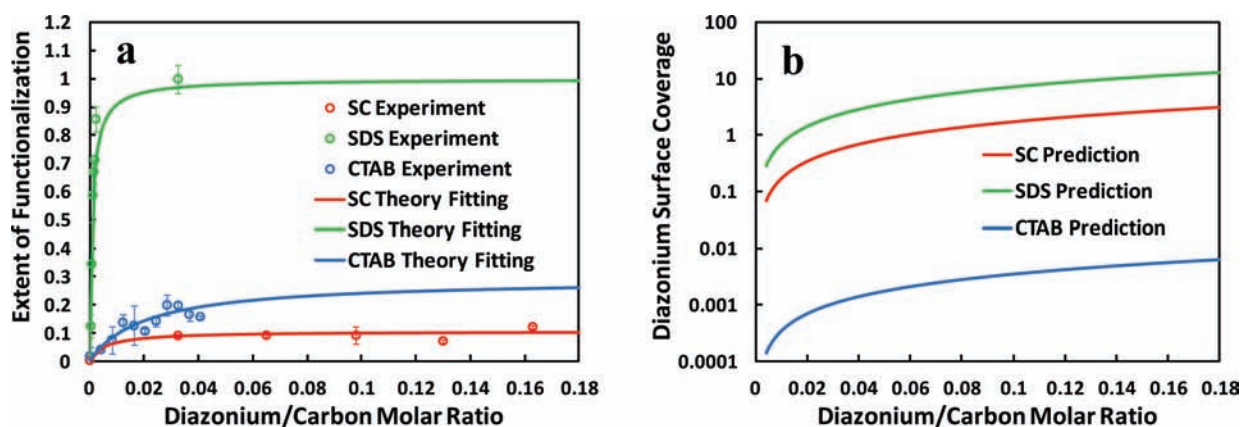 a
Extent of Functionalization
1.2
1.1
1
0.9
0.8
0.7
0.6
0.5
0.4
0.3
0.2
0.1
0
SC Experiment
SDS Experiment
CTAB Experiment
SC Theory Fitting
SDS Theory Fitting
CTAB Theory Fitting
0 0.02 0.04 0.06 0.08 0.1 0.12 0.14 0.16 0.18
Diazonium/Carbon Molar Ratio
b
Diazonium Surface Coverage
100
10
1
0.1
0.01
0.001
0.0001
SC Prediction
SDS Prediction
CTAB Prediction
0 0.02 0.04 0.06 0.08 0.1 0.12 0.14 0.16 0.18
Diazonium/Carbon Molar Ratio